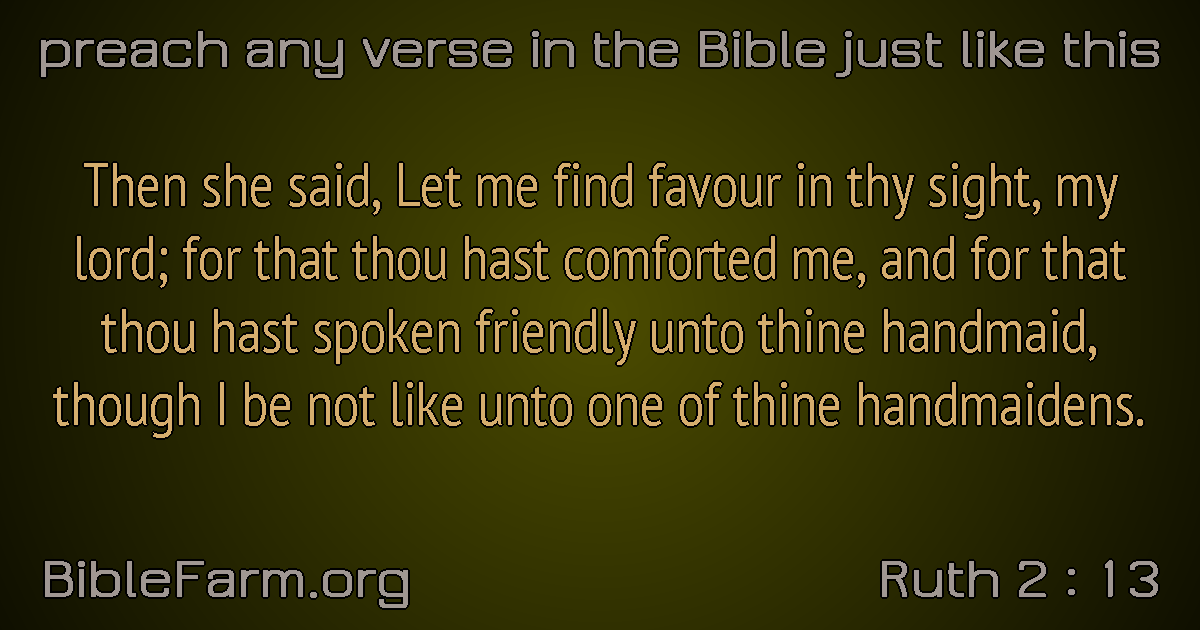 preach any verse in the Bible just like this
Then she said, Let me find favour in thy sight, my
lord; for that thou hast comforted me, and for that
thou hast spoken friendly unto thine handmaid,
though I be not like unto one of thine handmaidens.
BibleFarm.org
Ruth 2 : 13